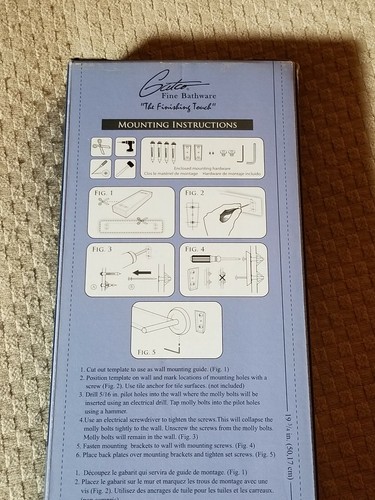 Gatco
Fine Bathware
"The Finishing Touch"
MOUNTING INSTRUCTIONS
Enclosed mounting hardware
FIG. 1
FIG. 2
FIG. 3
FIG. 4
FIG. 5
1. Cut out template to use as wall mounting guide. (Fig. 1)
2. Position template on wall and mark locations of mounting holes with a
screw (Fig. 2). Use tile anchor for tile surfaces. (not included)
3. Drill 5/16 in. pilot holes into the wall where the molly bolts will be
inserted using an electrical drill. Tap molly bolts into the pilot holes
using a hammer.
4.Use an electrical screwdriver to tighten the screws.This will collapse the
molly bolts tightly to the wall. Unscrew the screws from the molly bolts.
Molly bolts will remain in the wall. (Fig. 3)
5. Fasten mounting brackets to wall with mounting screws. (Fig. 4)
6. Place back plates over mounting brackets and tighten set screws. (Fig. 5)
1. Découpez le gabarit qui servira de guide de montage. (Fig. 1)
2. Placez le gabarit sur le mur et marquez les trous de montage avec une
vis (Fig. 2). Utilisez des ancrages de tuile pour les tuiles et les carreaux.
19 3/4 in. (50,17 cm)